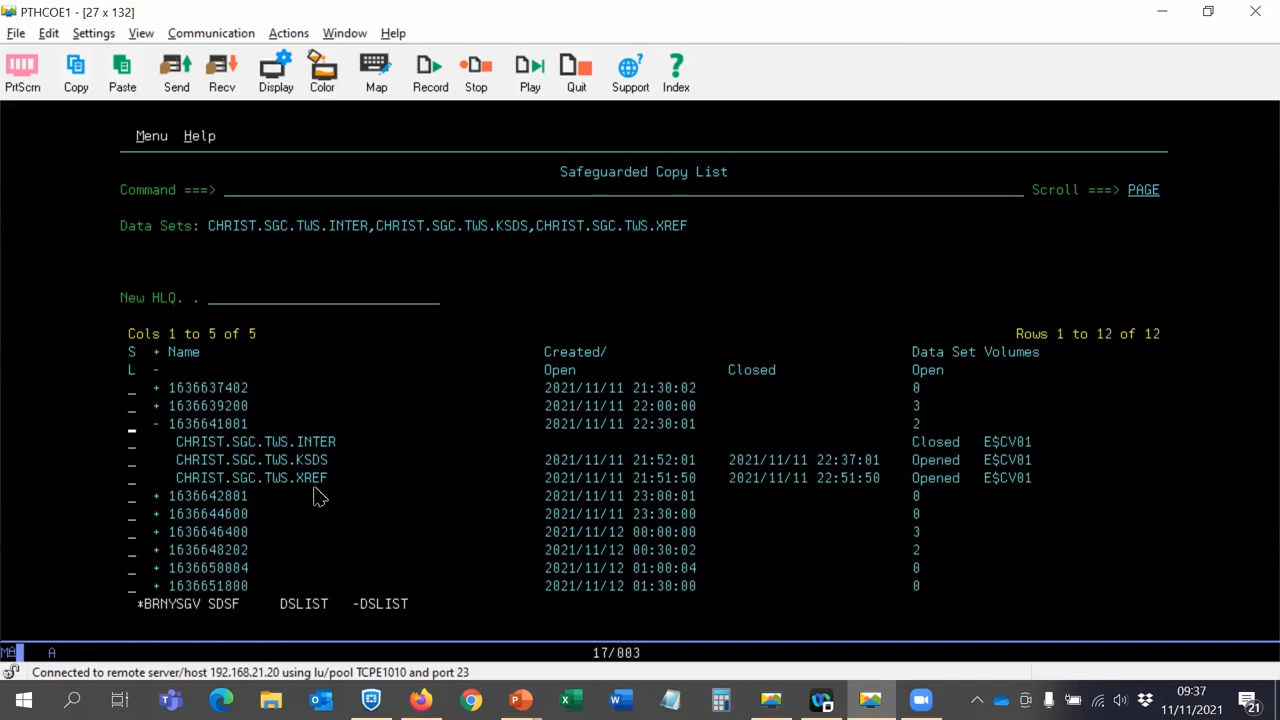 PTHCOE1 - [27 x 132]
File Edit Settings View Communication Actions Window Help
PrtScrn Copy Paste Send Recv Display Color Map Record Stop Play Quit Support Index
Menu Help
Safeguarded Copy List
Command ===> Scroll ===> PAGE
Data Sets: CHRIST.SGC.TWS.INTER,CHRIST.SGC.TWS.KSDS,CHRIST.SGC.TWS.XREF
New HLQ. .
Cols 1 to 5 of 5 Rows 1 to 12 of 12
S + Name Created/ Data Set Volumes
L - Open Closed Open
_ + 1636637402 2021/11/11 21:30:02 0
_ + 1636639200 2021/11/11 22:00:00 3
_ - 1636641001 2021/11/11 22:30:01 2
_ CHRIST.SGC.TWS.INTER Closed E$CV01
_ CHRIST.SGC.TWS.KSDS 2021/11/11 21:52:01 2021/11/11 22:37:01 Opened E$CV01
_ CHRIST.SGC.TWS.XREF 2021/11/11 21:51:50 2021/11/11 22:51:50 Opened E$CV01
_ + 1636642801 2021/11/11 23:00:01 0
_ + 1636644600 2021/11/11 23:30:00 0
_ + 1636646400 2021/11/12 00:00:00 3
_ + 1636648202 2021/11/12 00:30:02 2
_ + 1636650004 2021/11/12 01:00:04 0
_ + 1636651800 2021/11/12 01:30:00 0
*BRNYSGV SDSF DSLIST -DSLIST
MA A 17/003
Connected to remote server/host 192.168.21.20 using lu/pool TCPE1010 and port 23
09:37
11/11/2021
21